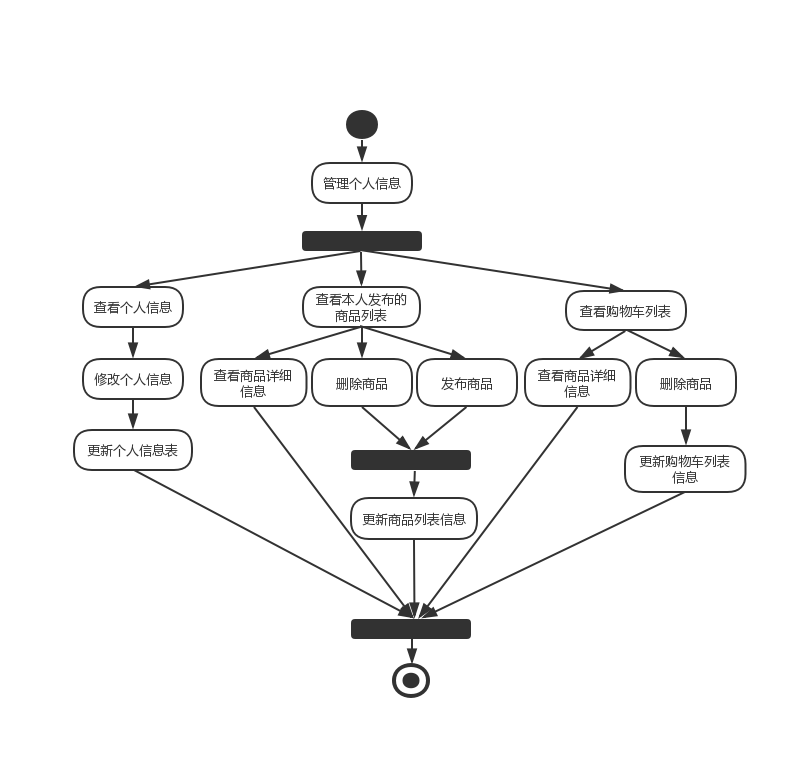 管理个人信息
查看个人信息
查看本人发布的
商品列表
查看购物车列表
修改个人信息
查看商品详细
信息
删除商品
发布商品
查看商品详细
信息
删除商品
更新个人信息表
更新商品列表信息
更新购物车列表
信息